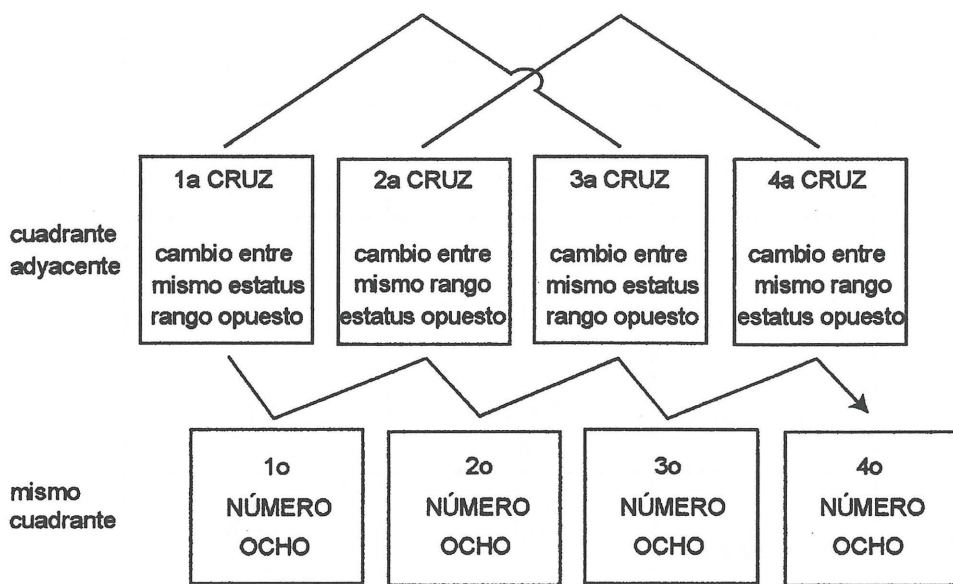 1a CRUZ
cambio entre
mismo estatus
rango opuesto
2a CRUZ
cambio entre
mismo rango
estatus opuesto
3a CRUZ
cambio entre
mismo estatus
rango opuesto
4a CRUZ
cambio entre
mismo rango
estatus opuesto
cuadrante
adyacente
1o
NÚMERO
OCHO
2o
NÚMERO
OCHO
3o
NÚMERO
OCHO
4o
NÚMERO
OCHO
mismo
cuadrante